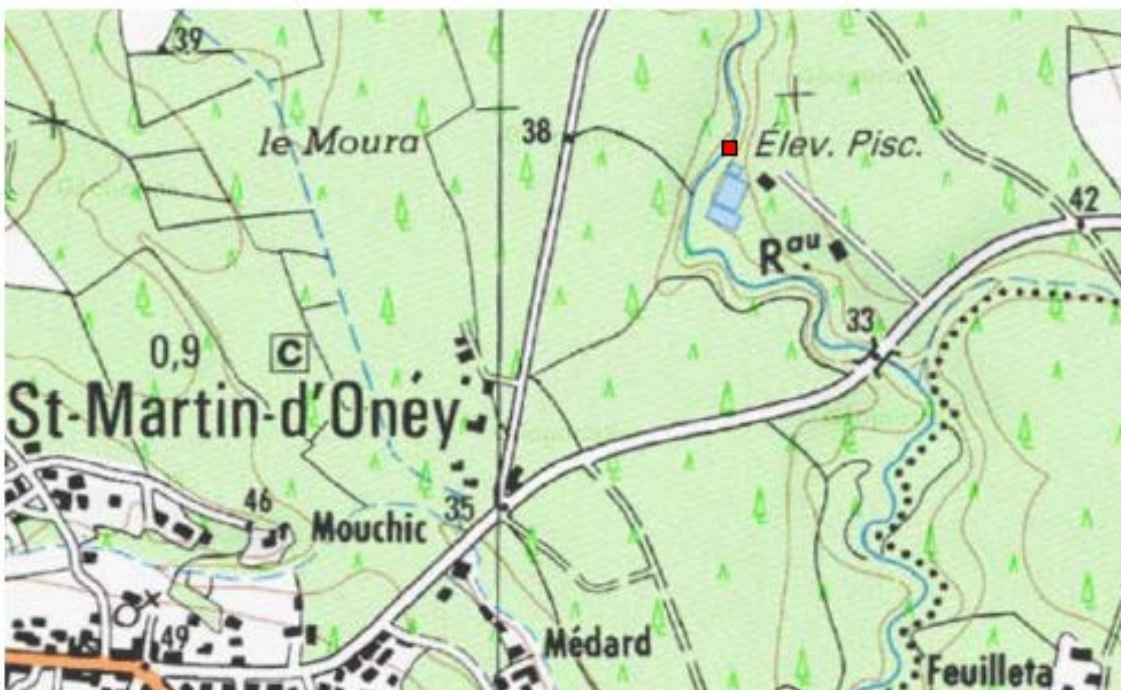 39
le Moura
38
Elev. Pisc.
42
R^au
33
0,9
C
St-Martin-d'Oney
46
35
Mouchic
49
Médard
Feuilleta